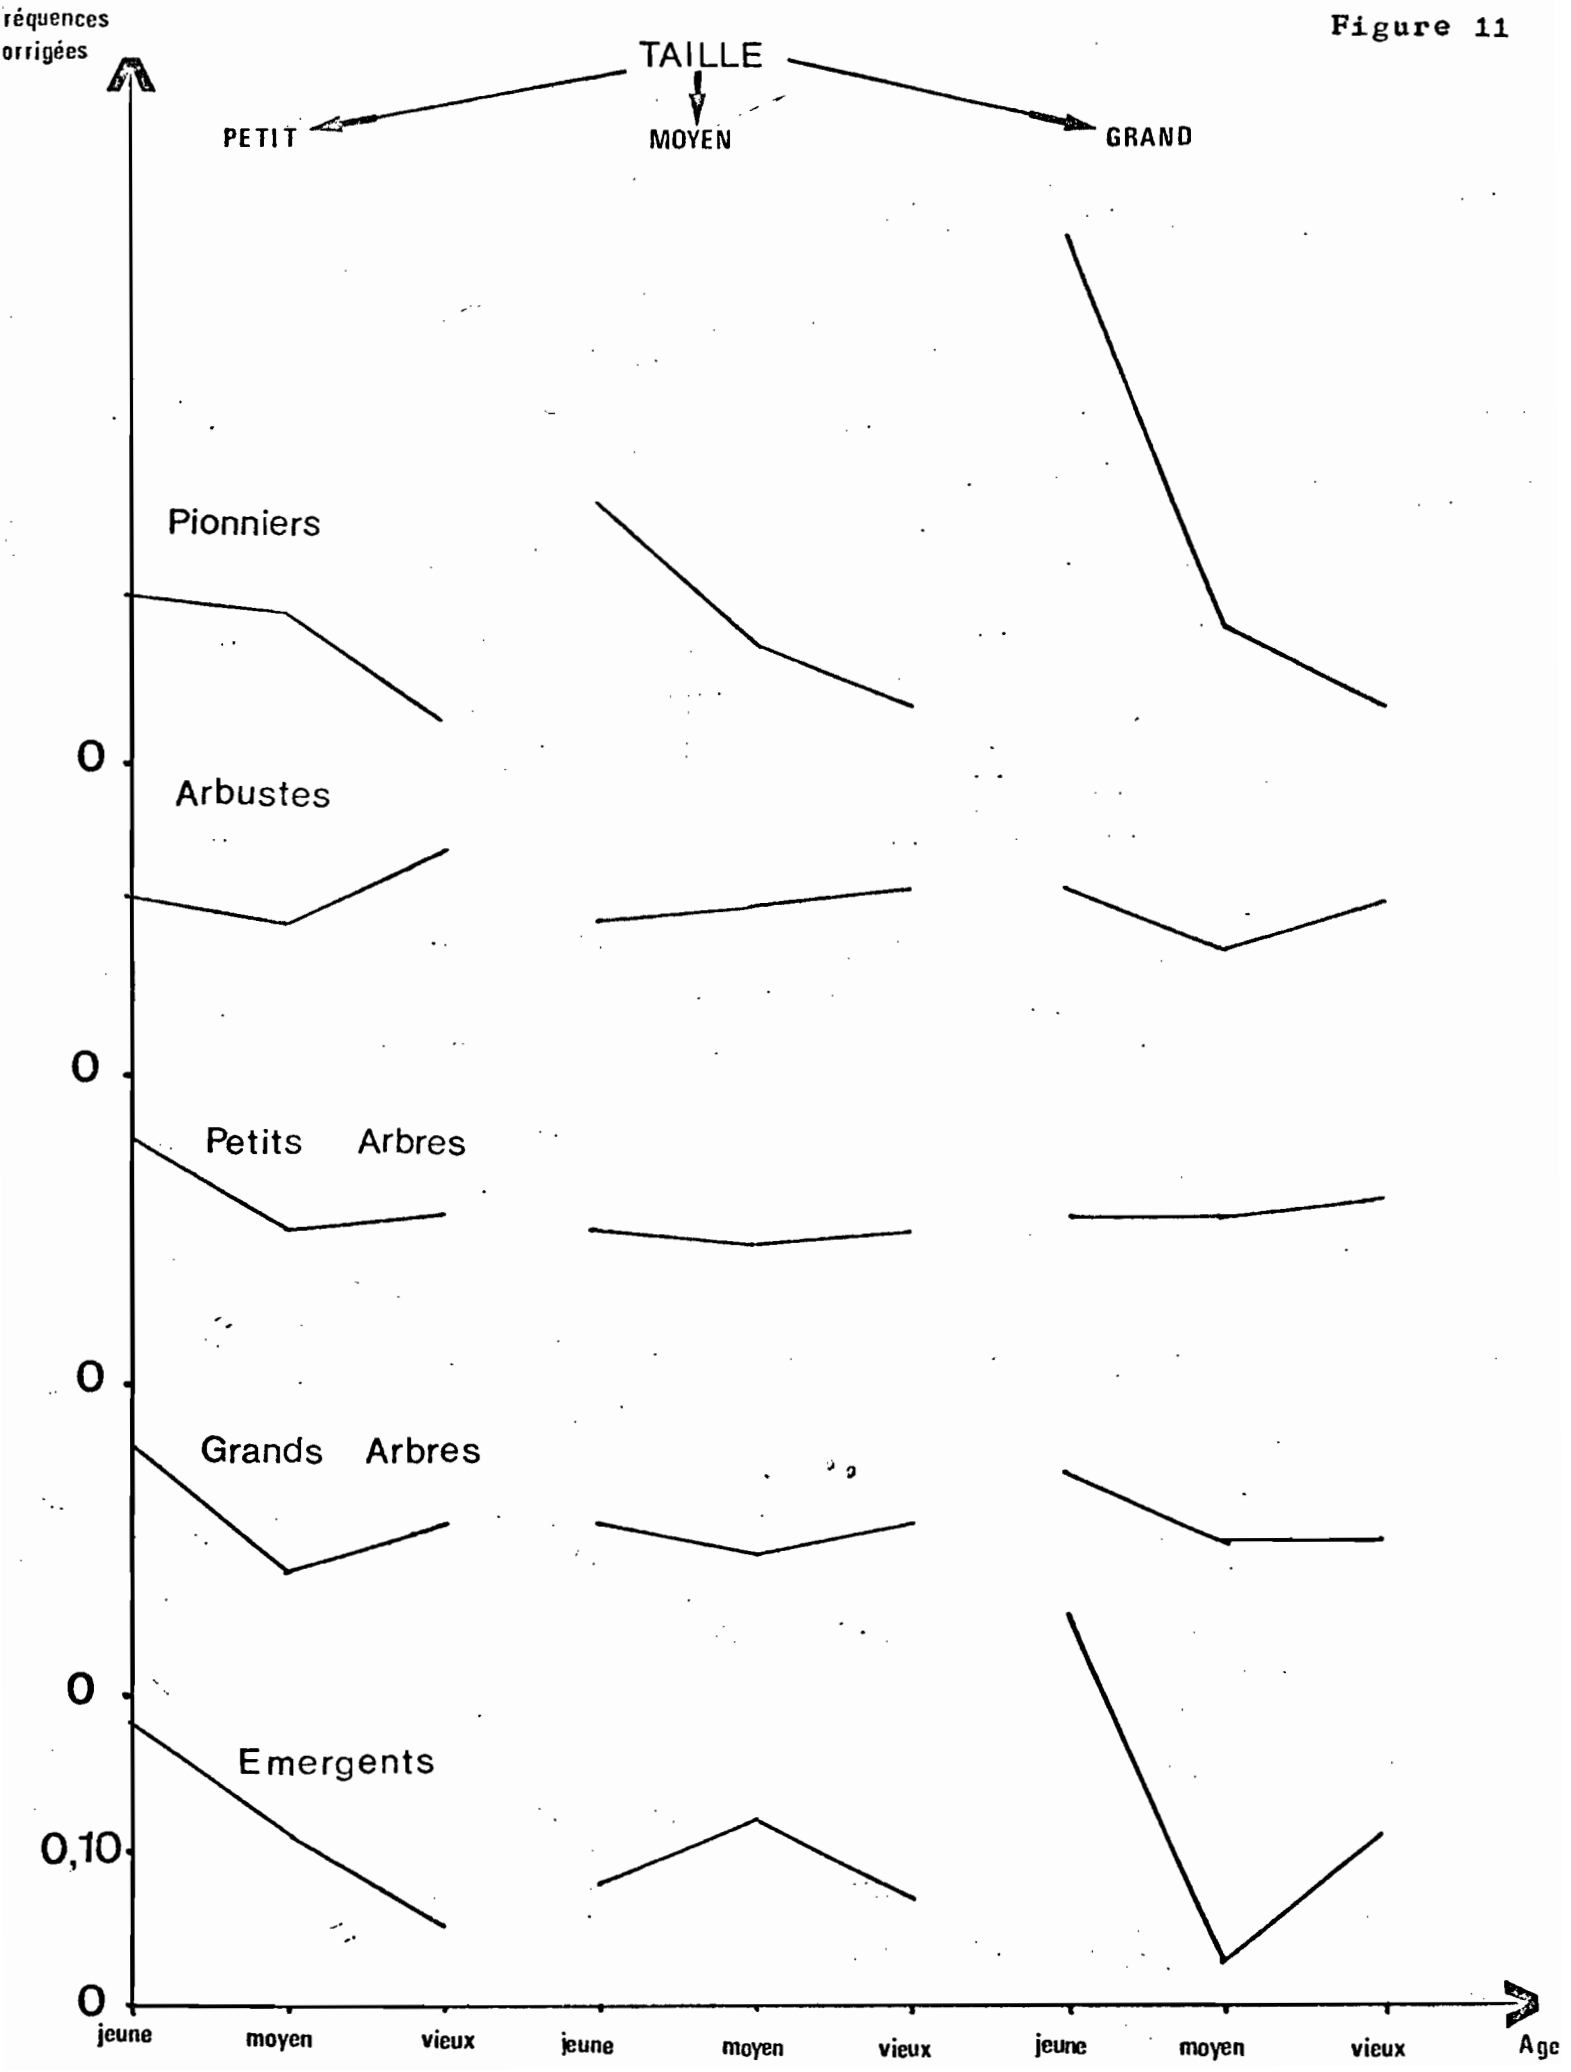 réquences
orrigées
Figure 11
TAILLE
PETIT
MOYEN
GRAND
Pionniers
0
Arbustes
0
Petits Arbres
0
Grands Arbres
0
Emergents
0,10
0
jeune moyen vieux jeune moyen vieux jeune moyen vieux Age